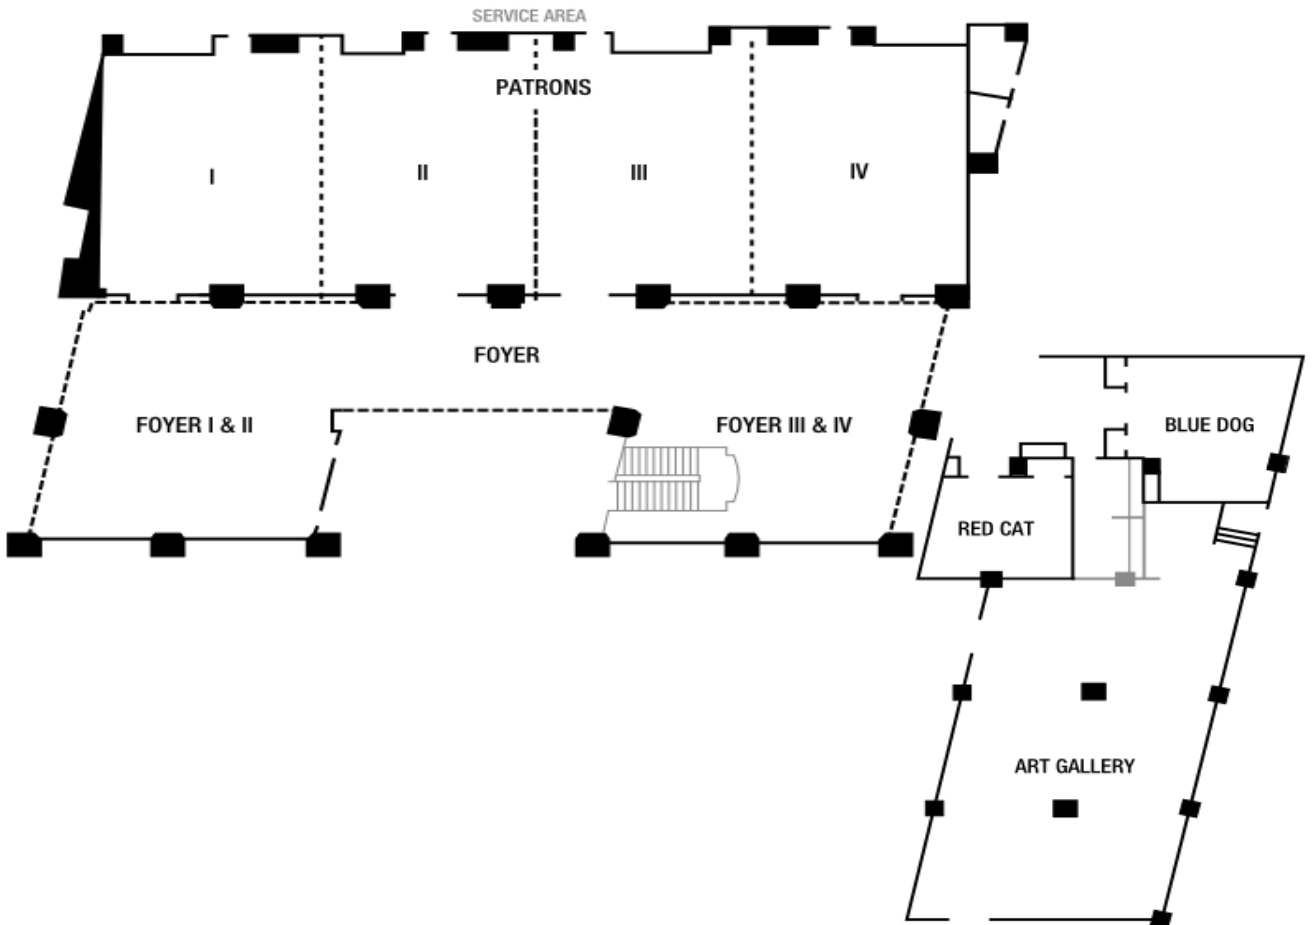 SERVICE AREA
PATRONS
I
II
III
IV
FOYER
FOYER I & II
FOYER III & IV
BLUE DOG
RED CAT
ART GALLERY